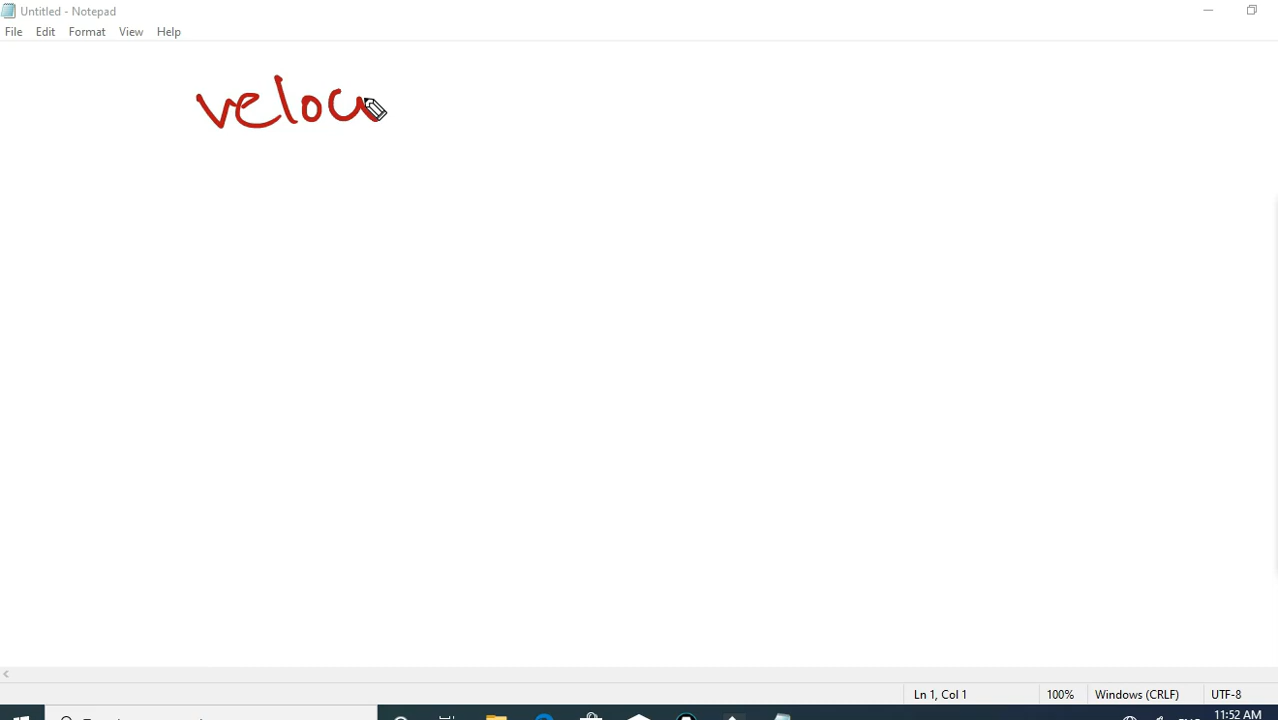 Untitled - Notepad
File Edit Format View Help
veloci
Ln 1, Col 1 100% Windows (CRLF) UTF-8
11:52 AM